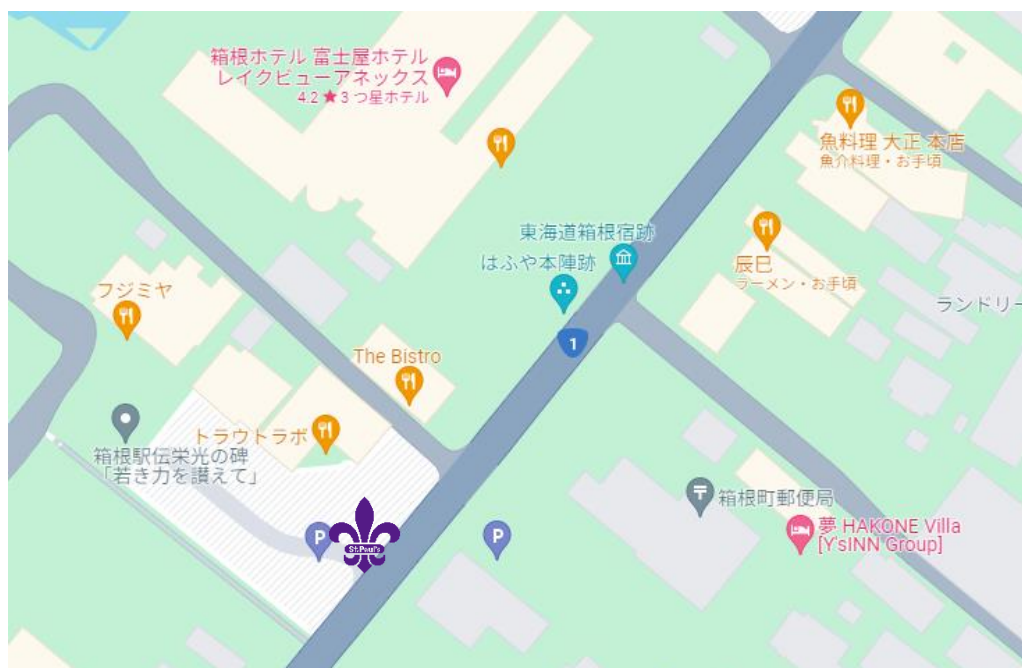 箱根ホテル 富士屋ホテル
レイクビューアネックス
4.2 ★ 3 つ星ホテル
魚料理 大正 本店
魚介料理・お手頃
東海道箱根宿跡
はふや本陣跡
辰巳
ラーメン・お手頃
フジミヤ
ランドリー
1
The Bistro
トラウトラボ
箱根駅伝栄光の碑
「若き力を讃えて」
箱根町郵便局
夢 HAKONE Villa
[Y'sINN Group]
P
St.Paul's
P